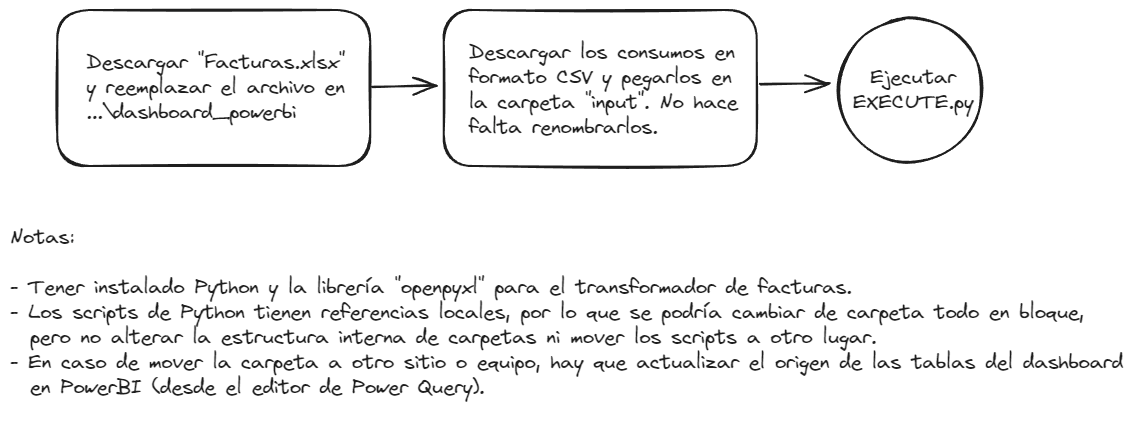 Descargar "Facturas.xlsx"
y reemplazar el archivo en
...\dashboard_powerbi
Descargar los consumos en
formato CSV y pegarlos en
la carpeta "input". No hace
falta renombrarlos.
Ejecutar
EXECUTE.py
Notas:
- Tener instalado Python y la librería "openpyxl" para el transformador de facturas.
- Los scripts de Python tienen referencias locales, por lo que se podría cambiar de carpeta todo en bloque,
pero no alterar la estructura interna de carpetas ni mover los scripts a otro lugar.
- En caso de mover la carpeta a otro sitio o equipo, hay que actualizar el origen de las tablas del dashboard
en PowerBI (desde el editor de Power Query).